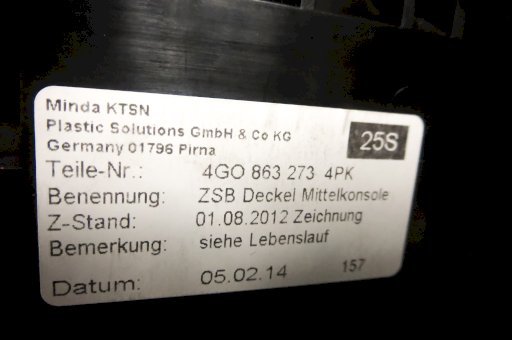 Minda KTSN
Plastic Solutions GmbH & Co KG
Germany 01796 Pirna
25S
Teile-Nr.: 4GO 863 273 4PK
Benennung: ZSB Deckel Mittelkonsole
Z-Stand: 01.08.2012 Zeichnung
Bemerkung: siehe Lebenslauf
Datum: 05.02.14 157